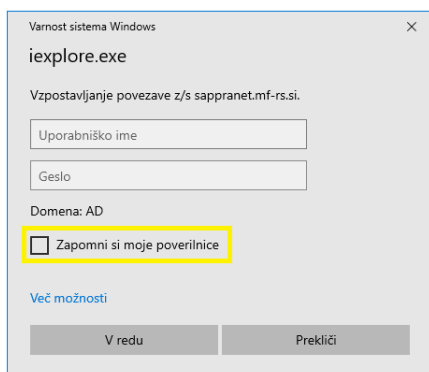 Varnost sistema Windows
iexplore.exe
Vzpostavljanje povezave z/s sappranet.mf-rs.si.
Uporabniško ime
Geslo
Domena: AD
Zapomni si moje poverilnice
Več možnosti
V redu Prekliči